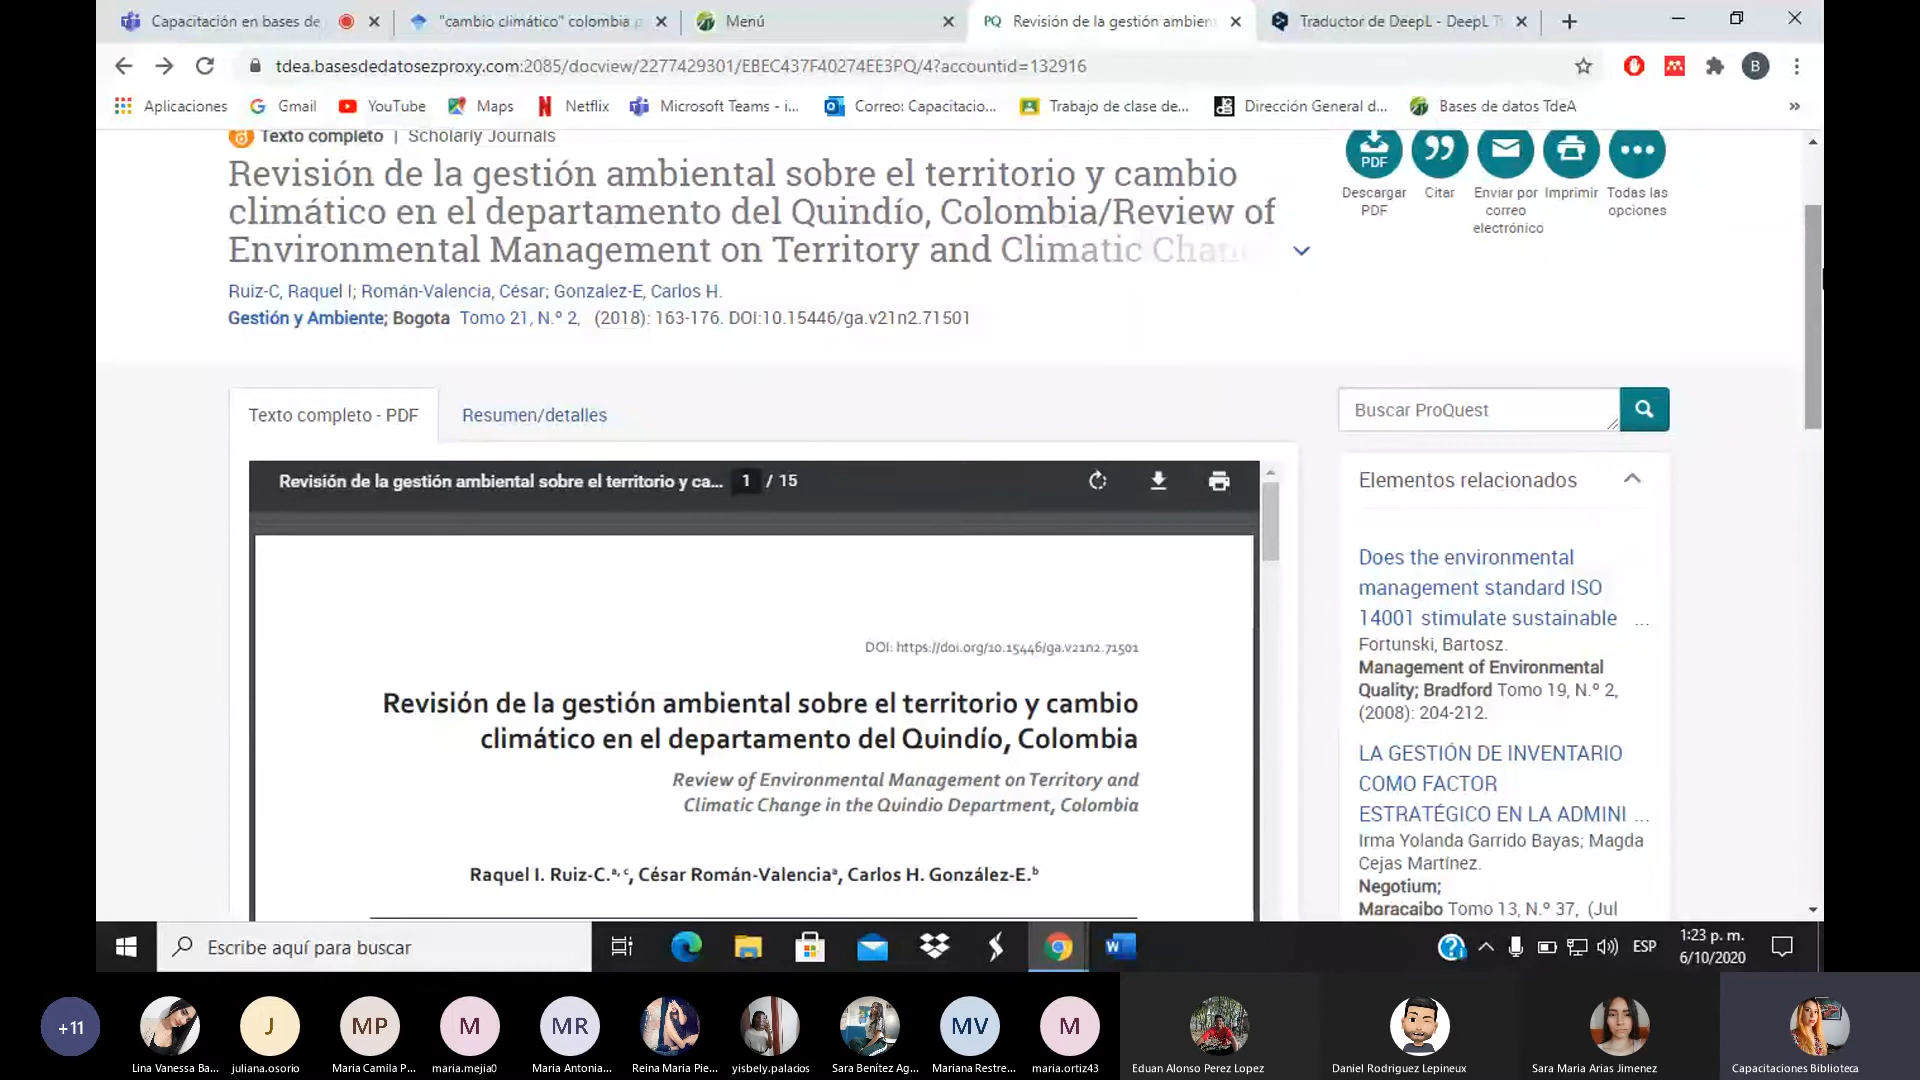 Capacitación en bases de
"cambio climático" colombia
Menú
PQ Revisión de la gestión ambien
Traductor de DeepL - DeepL T
tdea.basesdedatosezproxy.com:2085/docview/2277429301/EBEC437F40274EE3PQ/4?accountid=132916
B
Aplicaciones
Gmail
YouTube
Maps
Netflix
Microsoft Teams - i...
Correo: Capacitacio...
Trabajo de clase de...
Dirección General d...
Bases de datos TdeA
»
Texto completo | Scholarly Journals
Revisión de la gestión ambiental sobre el territorio y cambio
climático en el departamento del Quindío, Colombia/Review of
Environmental Management on Territory and Climatic Chan
Ruiz-C, Raquel I; Román-Valencia, César; Gonzalez-E, Carlos H.
Gestión y Ambiente; Bogota Tomo 21, N.º 2, (2018): 163-176. DOI:10.15446/ga.v21n2.71501
PDF
Descargar
PDF
Citar
Enviar por
correo
electrónico
Imprimir
Todas las
opciones
Texto completo - PDF
Resumen/detalles
Buscar ProQuest
Revisión de la gestión ambiental sobre el territorio y ca... 1 / 15
DOI: https://doi.org/10.15446/ga.v21n2.71501
Revisión de la gestión ambiental sobre el territorio y cambio
climático en el departamento del Quindío, Colombia
Review of Environmental Management on Territory and
Climatic Change in the Quindio Department, Colombia
Raquel I. Ruiz-C.a, c, César Román-Valenciaa, Carlos H. González-E.b
Elementos relacionados
Does the environmental
management standard ISO
14001 stimulate sustainable ...
Fortunski, Bartosz.
Management of Environmental
Quality; Bradford Tomo 19, N.º 2,
(2008): 204-212.
LA GESTIÓN DE INVENTARIO
COMO FACTOR
ESTRATÉGICO EN LA ADMINI ...
Irma Yolanda Garrido Bayas; Magda
Cejas Martínez.
Negotium;
Maracaibo Tomo 13, N.º 37, (Jul
Escribe aquí para buscar
ESP
1:23 p. m.
6/10/2020
+11
J
MP
M
MR
MV
M
Lina Vanessa Ba...
juliana.osorio
Maria Camila P...
maria.mejia0
Maria Antonia...
Reina Maria Pie...
yisbely.palacios
Sara Benítez Ag...
Mariana Restre...
maria.ortiz43
Eduan Alonso Perez Lopez
Daniel Rodriguez Lepineux
Sara Maria Arias Jimenez
Capacitaciones Biblioteca